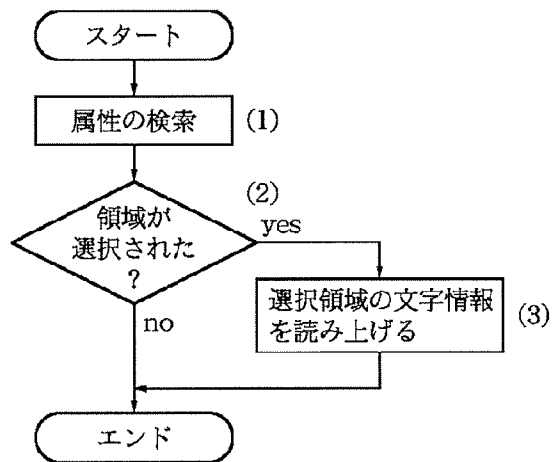 スタート
属性の検索
(1)
(2)
領域が
選択された
?
yes
no
選択領域の文字情報
を読み上げる
(3)
エンド